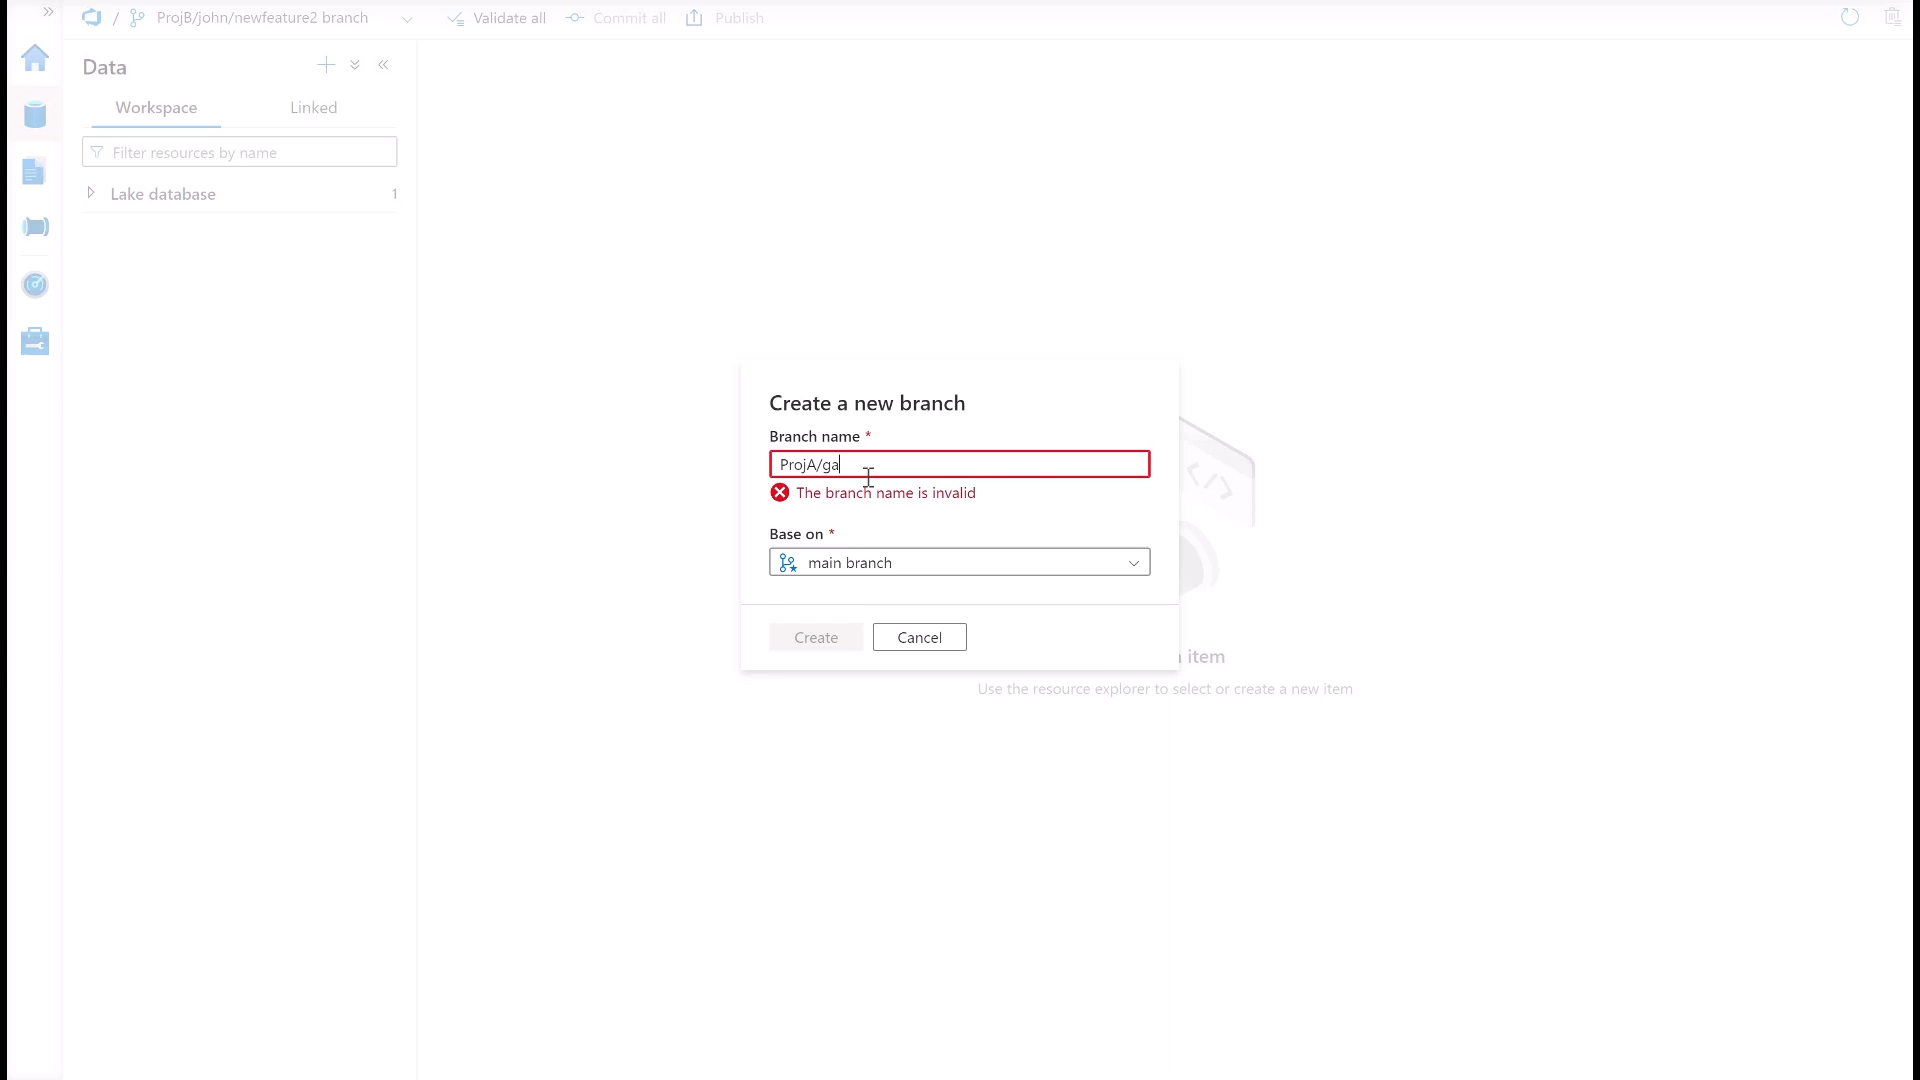 / ProjB/john/newfeature2 branch Validate all Commit all Publish
Data
Workspace Linked
Filter resources by name
Lake database 1
Create a new branch
Branch name *
ProjA/ga
The branch name is invalid
Base on *
main branch
Create Cancel
item
Use the resource explorer to select or create a new item